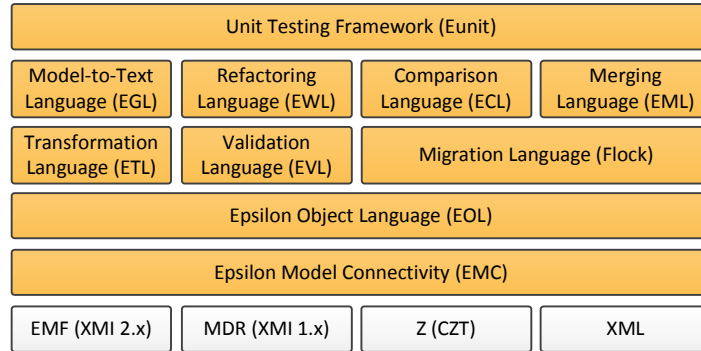 Unit Testing Framework (Eunit)
Model-to-Text
Language (EGL)
Refactoring
Language (EWL)
Comparison
Language (ECL)
Merging
Language (EML)
Transformation
Language (ETL)
Validation
Language (EVL)
Migration Language (Flock)
Epsilon Object Language (EOL)
Epsilon Model Connectivity (EMC)
EMF (XMI 2.x)
MDR (XMI 1.x)
Z (CZT)
XML